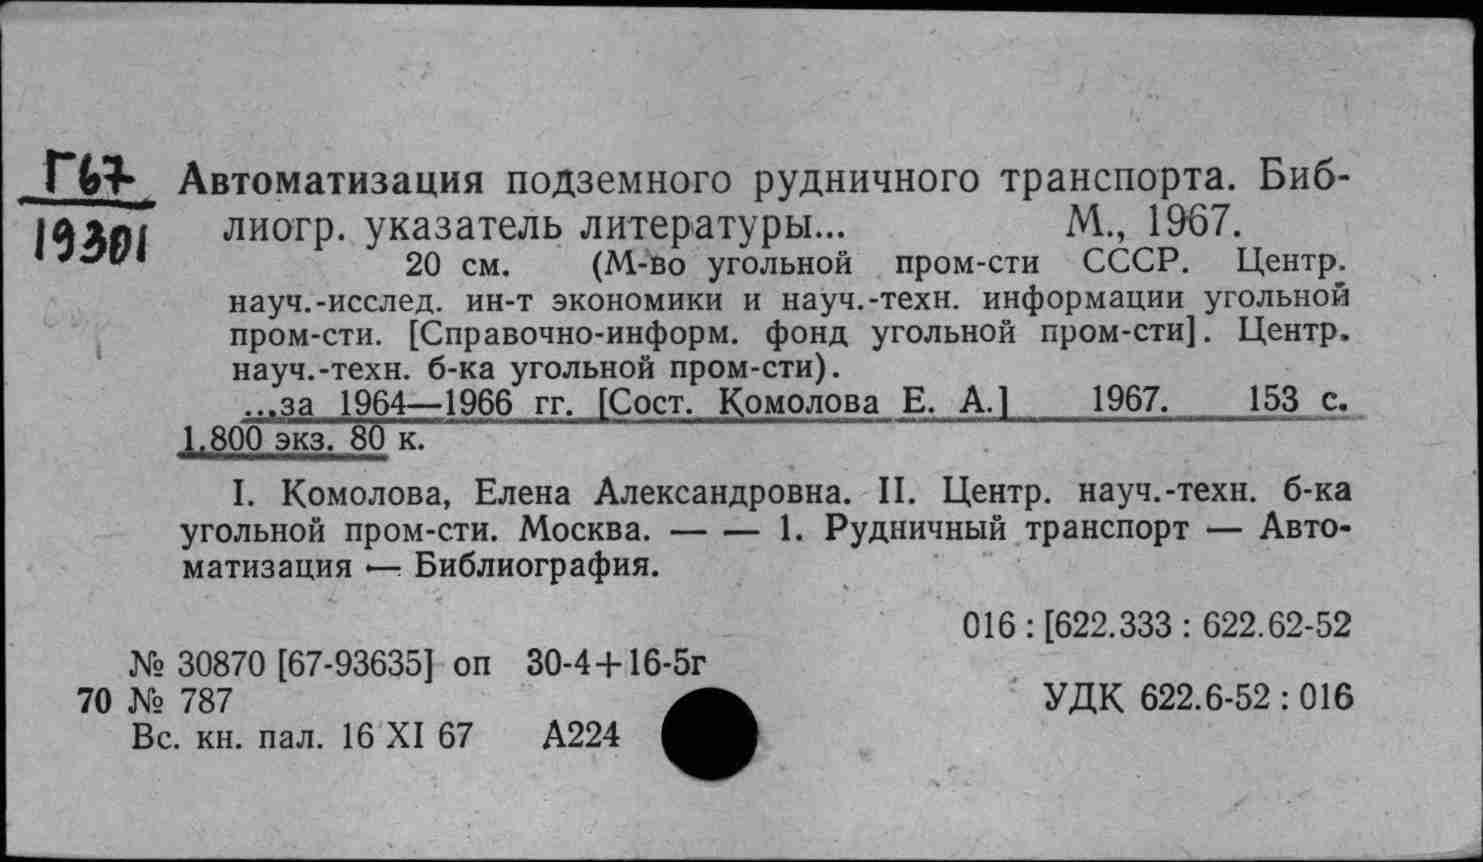 Г67
19301
Автоматизация подземного рудничного транспорта. Биб-
лиогр. указатель литературы... М., 1967.
20 см. (М-во угольной пром-сти СССР. Центр.
науч.-исслед. ин-т экономики и науч.-техн. информации угольной
пром-сти. [Справочно-информ. фонд угольной пром-сти]. Центр.
науч.-техн. б-ка угольной пром-сти).
...за 1964—1966 гг. [Сост. Комолова Е. А.] 1967. 153 с.
1.800 экз. 80 к.
I. Комолова, Елена Александровна. II. Центр. науч.-техн. б-ка
угольной пром-сти. Москва. — — 1. Рудничный транспорт — Авто-
матизация — Библиография.
016 : [622.333 : 622.62-52
№ 30870 [67-93635] оп 30-4+16-5г
70 № 787
УДК 622.6-52 : 016
Вс. кн. пал. 16 XI 67 А224